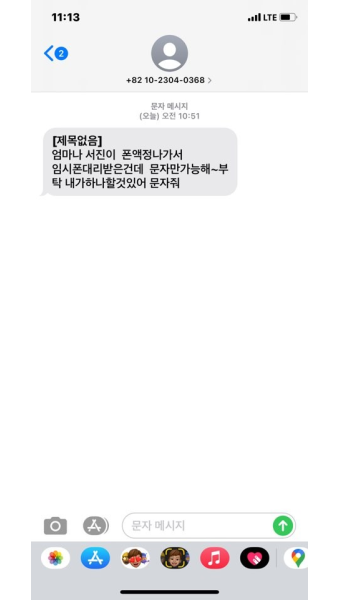 11:13
LTE
2
+82 10-2304-0368 >
문자 메시지
(오늘) 오전 10:51
[제목없음]
엄마나 서진이  폰액정나가서
임시폰대리받은건데  문자만가능해~부
탁 내가하나할것있어 문자줘
문자 메시지